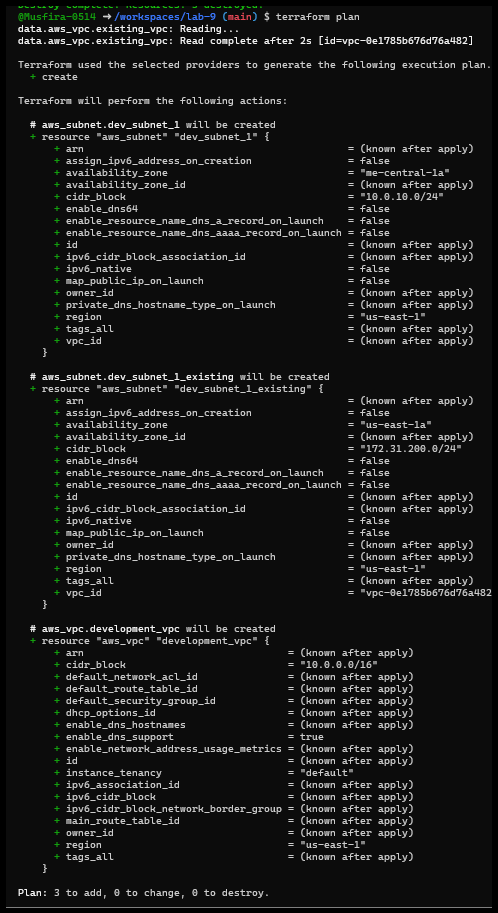 Destroy complete! Resources: 3 destroyed.
@Musfira-0514 ➜ /workspaces/lab-9 (main) $ terraform plan
data.aws_vpc.existing_vpc: Reading...
data.aws_vpc.existing_vpc: Read complete after 2s [id=vpc-0e1785b676d76a482]
Terraform used the selected providers to generate the following execution plan.
+ create
Terraform will perform the following actions:
# aws_subnet.dev_subnet_1 will be created
+ resource "aws_subnet" "dev_subnet_1" {
+ arn = (known after apply)
+ assign_ipv6_address_on_creation = false
+ availability_zone = "me-central-1a"
+ availability_zone_id = (known after apply)
+ cidr_block = "10.0.10.0/24"
+ enable_dns64 = false
+ enable_resource_name_dns_a_record_on_launch = false
+ enable_resource_name_dns_aaaa_record_on_launch = false
+ id = (known after apply)
+ ipv6_cidr_block_association_id = (known after apply)
+ ipv6_native = false
+ map_public_ip_on_launch = false
+ owner_id = (known after apply)
+ private_dns_hostname_type_on_launch = (known after apply)
+ region = "us-east-1"
+ tags_all = (known after apply)
+ vpc_id = (known after apply)
}
# aws_subnet.dev_subnet_1_existing will be created
+ resource "aws_subnet" "dev_subnet_1_existing" {
+ arn = (known after apply)
+ assign_ipv6_address_on_creation = false
+ availability_zone = "us-east-1a"
+ availability_zone_id = (known after apply)
+ cidr_block = "172.31.200.0/24"
+ enable_dns64 = false
+ enable_resource_name_dns_a_record_on_launch = false
+ enable_resource_name_dns_aaaa_record_on_launch = false
+ id = (known after apply)
+ ipv6_cidr_block_association_id = (known after apply)
+ ipv6_native = false
+ map_public_ip_on_launch = false
+ owner_id = (known after apply)
+ private_dns_hostname_type_on_launch = (known after apply)
+ region = "us-east-1"
+ tags_all = (known after apply)
+ vpc_id = "vpc-0e1785b676d76a482
}
# aws_vpc.development_vpc will be created
+ resource "aws_vpc" "development_vpc" {
+ arn = (known after apply)
+ cidr_block = "10.0.0.0/16"
+ default_network_acl_id = (known after apply)
+ default_route_table_id = (known after apply)
+ default_security_group_id = (known after apply)
+ dhcp_options_id = (known after apply)
+ enable_dns_hostnames = (known after apply)
+ enable_dns_support = true
+ enable_network_address_usage_metrics = (known after apply)
+ id = (known after apply)
+ instance_tenancy = "default"
+ ipv6_association_id = (known after apply)
+ ipv6_cidr_block = (known after apply)
+ ipv6_cidr_block_network_border_group = (known after apply)
+ main_route_table_id = (known after apply)
+ owner_id = (known after apply)
+ region = "us-east-1"
+ tags_all = (known after apply)
}
Plan: 3 to add, 0 to change, 0 to destroy.